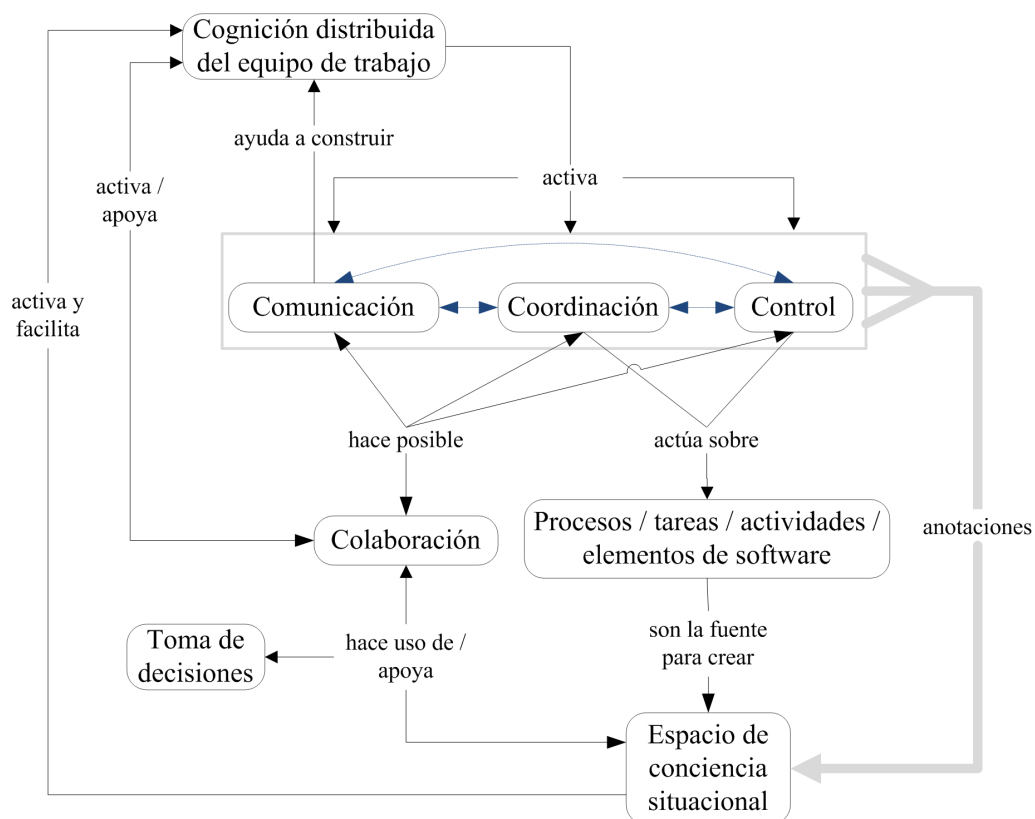 Cognición distribuida
del equipo de trabajo
ayuda a construir
activa /
apoya
activa
activa y
facilita
Comunicación
Coordinación
Control
hace posible
actúa sobre
Procesos / tareas / actividades /
elementos de software
anotaciones
Colaboración
Toma de
decisiones
hace uso de /
apoya
son la fuente
para crear
Espacio de
conciencia
situacional